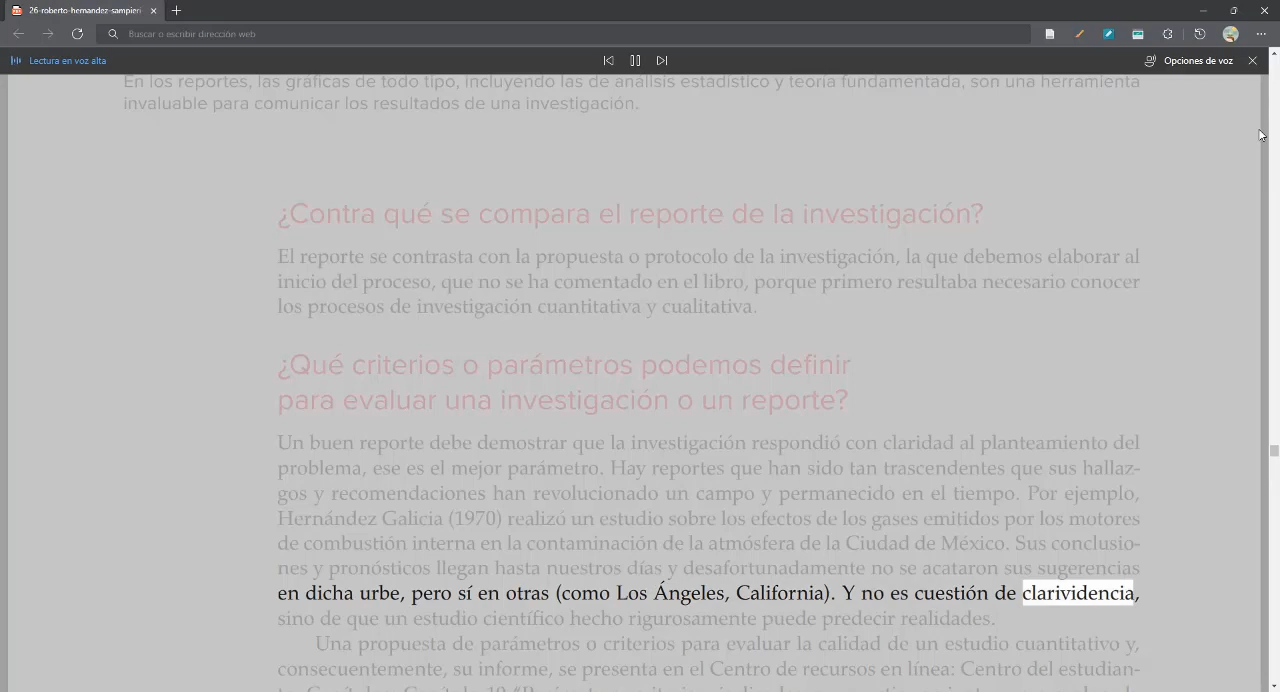 26-roberto-hernandez-sampieri
Buscar o escribir dirección web
Lectura en voz alta
Opciones de voz
En los reportes, las gráficas de todo tipo, incluyendo las de análisis estadístico y teoría fundamentada, son una herramienta
invaluable para comunicar los resultados de una investigación.
¿Contra qué se compara el reporte de la investigación?
El reporte se contrasta con la propuesta o protocolo de la investigación, la que debemos elaborar al
inicio del proceso, que no se ha comentado en el libro, porque primero resultaba necesario conocer
los procesos de investigación cuantitativa y cualitativa.
¿Qué criterios o parámetros podemos definir
para evaluar una investigación o un reporte?
Un buen reporte debe demostrar que la investigación respondió con claridad al planteamiento del
problema, ese es el mejor parámetro. Hay reportes que han sido tan trascendentes que sus hallaz-
gos y recomendaciones han revolucionado un campo y permanecido en el tiempo. Por ejemplo,
Hernández Galicia (1970) realizó un estudio sobre los efectos de los gases emitidos por los motores
de combustión interna en la contaminación de la atmósfera de la Ciudad de México. Sus conclusio-
nes y pronósticos llegan hasta nuestros días y desafortunadamente no se acataron sus sugerencias
en dicha urbe, pero sí en otras (como Los Ángeles, California). Y no es cuestión de clarividencia,
sino de que un estudio científico hecho rigurosamente puede predecir realidades.
Una propuesta de parámetros o criterios para evaluar la calidad de un estudio cuantitativo y,
consecuentemente, su informe, se presenta en el Centro de recursos en línea: Centro del estudian-